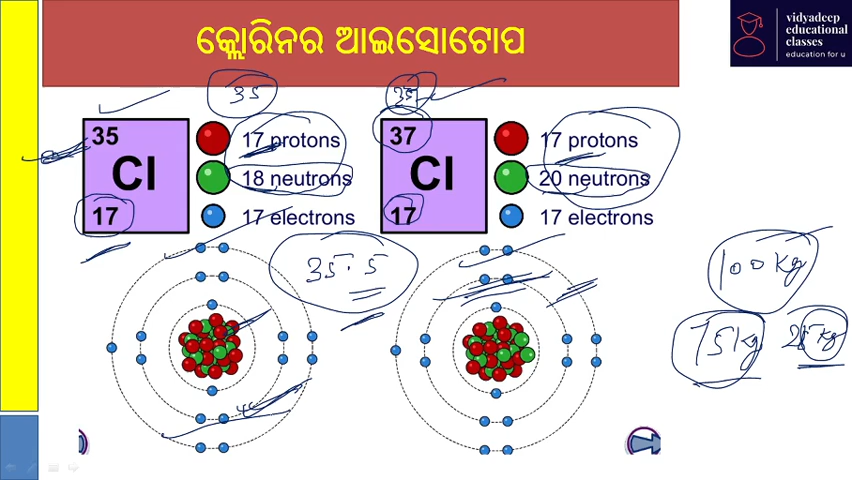 କ୍ଲୋରିନର ଆଇସୋଟୋପ
vidyadeep
educational
classes
education for u
35
35
Cl
17
17 protons
18 neutrons
17 electrons
37
Cl
17
17 protons
20 neutrons
17 electrons
35.5
100 kg
75 kg
25 kg